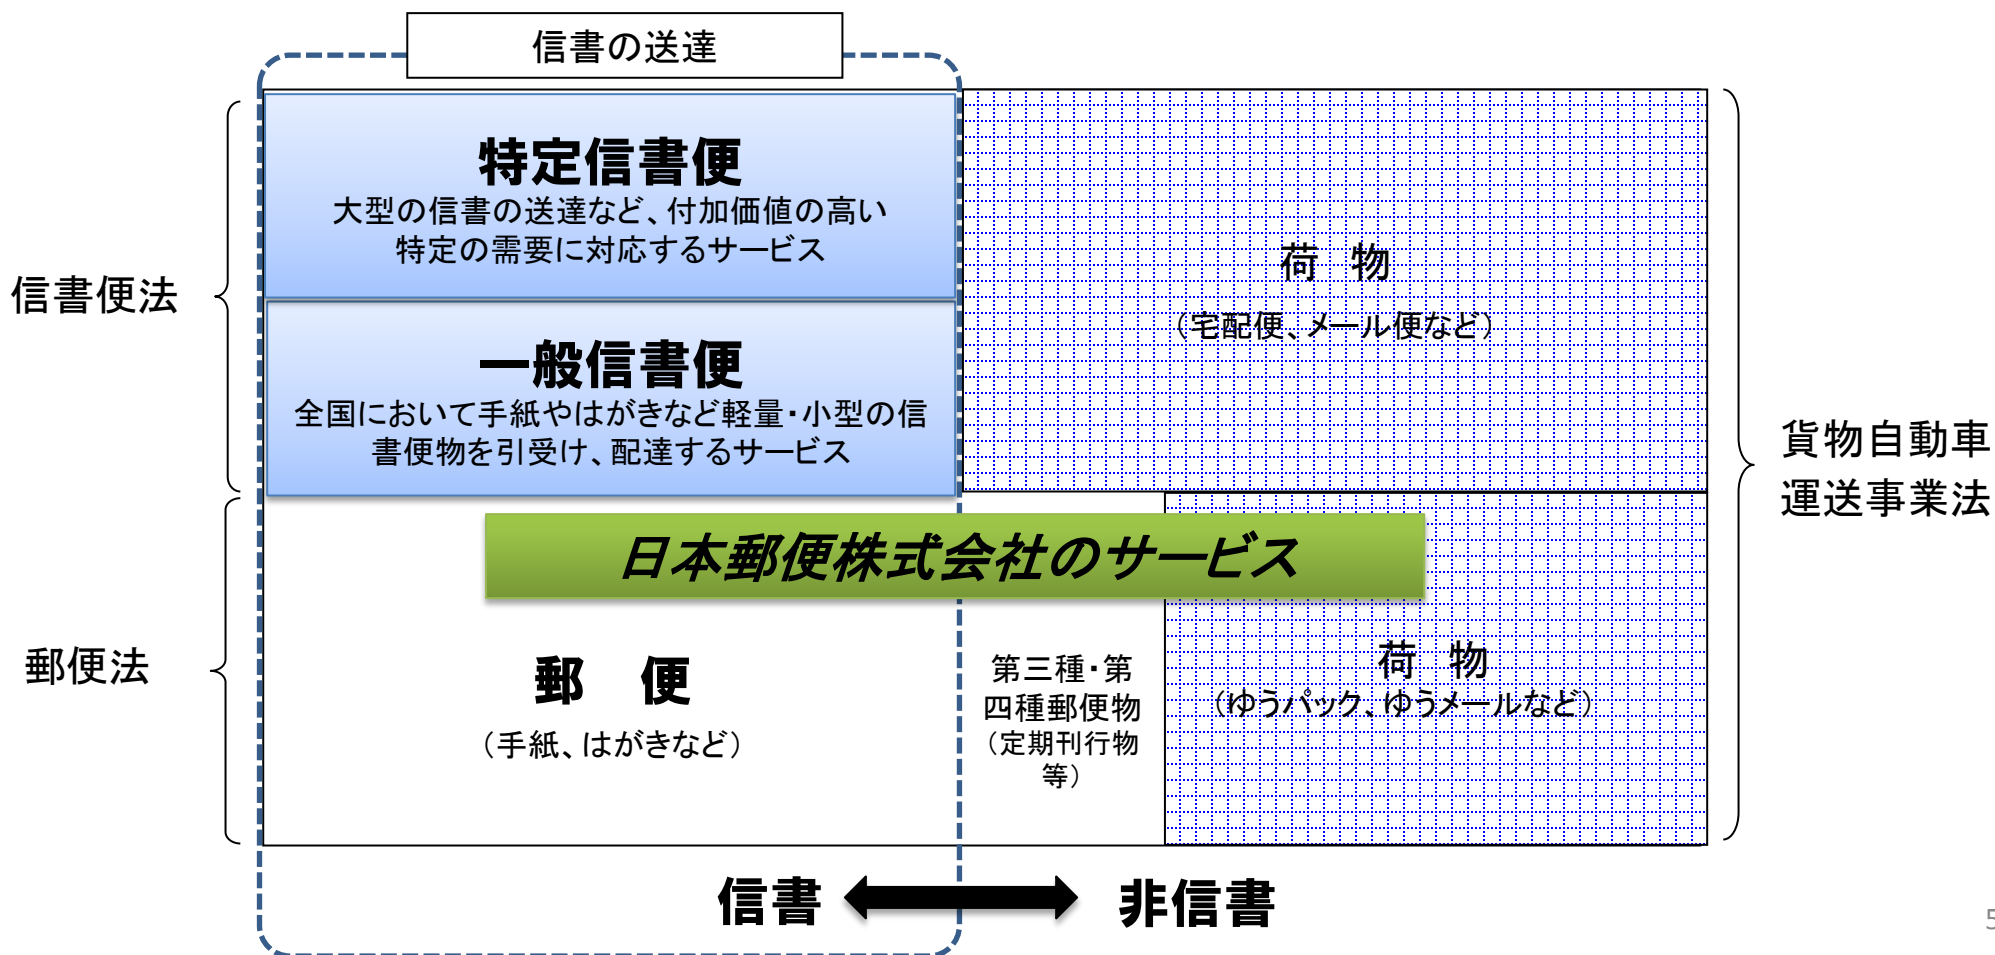 信書の送達
特定信書便
大型の信書の送達など、付加価値の高い
特定の需要に対応するサービス
荷　物
（宅配便、メール便など）
信書便法
一般信書便
全国において手紙やはがきなど軽量・小型の信
書便物を引受け、配達するサービス
貨物自動車
運送事業法
日本郵便株式会社のサービス
郵便法
郵　便
（手紙、はがきなど）
第三種・第
四種郵便物
（定期刊行物
等）
荷　物
（ゆうパック、ゆうメールなど）
信書
非信書
5